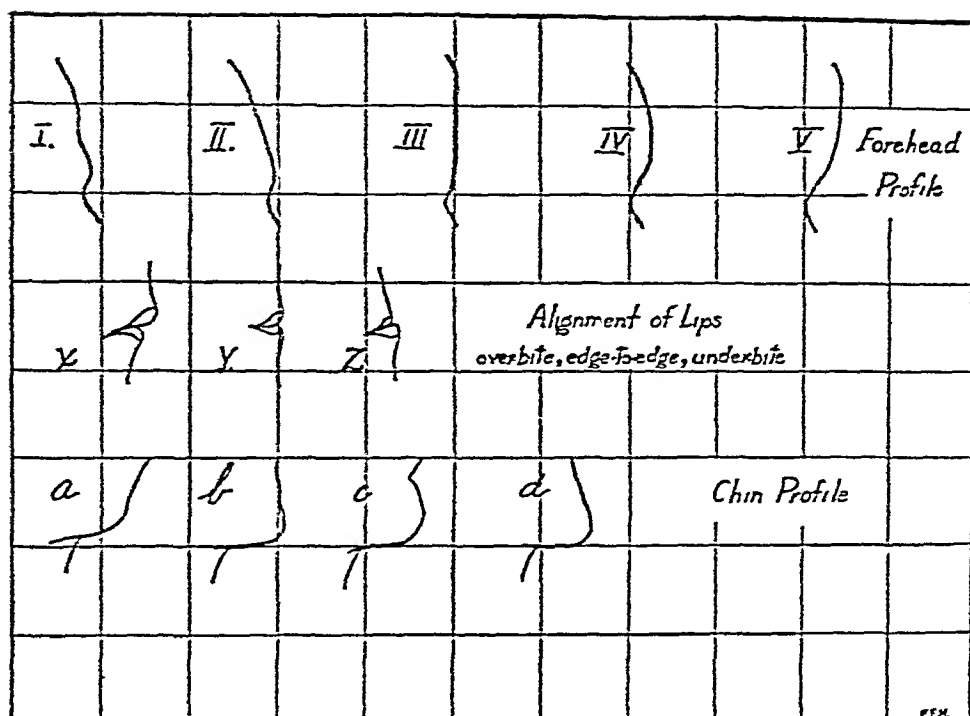 I. II. III IV V Forehead
Profile
Alignment of Lips
x y. z overbite, edge-to-edge, underbite
a b c d Chin Profile